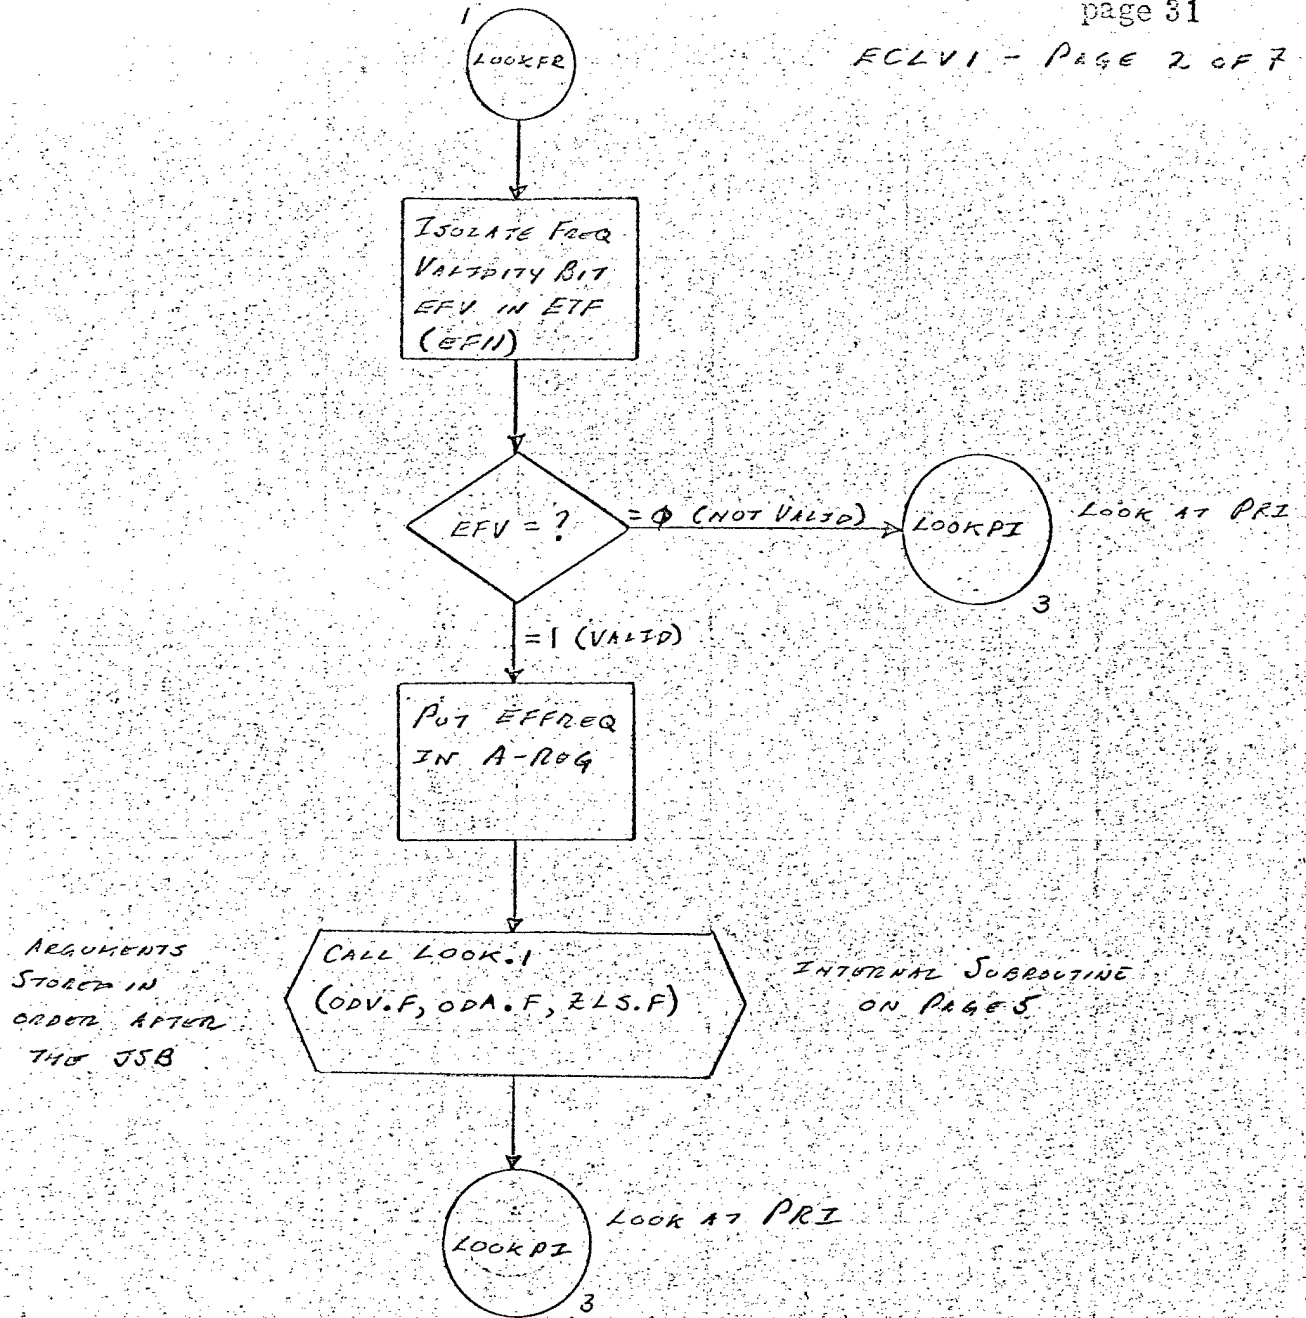 page 31
ECLV1 - PAGE 2 OF 7
1
LOOKFR
ISOLATE FREQ
VALIDITY BIT
EFV IN ETF
(EFN)
EFV = ?
= 0 (NOT VALID)
LOOKPI
LOOK AT PRI
3
= 1 (VALID)
PUT EFFREQ
IN A-REG
ARGUMENTS
STORED IN
ORDER AFTER
THE JSB
CALL LOOK.1
(ODV.F, ODA.F, ZLS.F)
INTERNAL SUBROUTINE
ON PAGE 5
LOOKPI
LOOK AT PRI
3